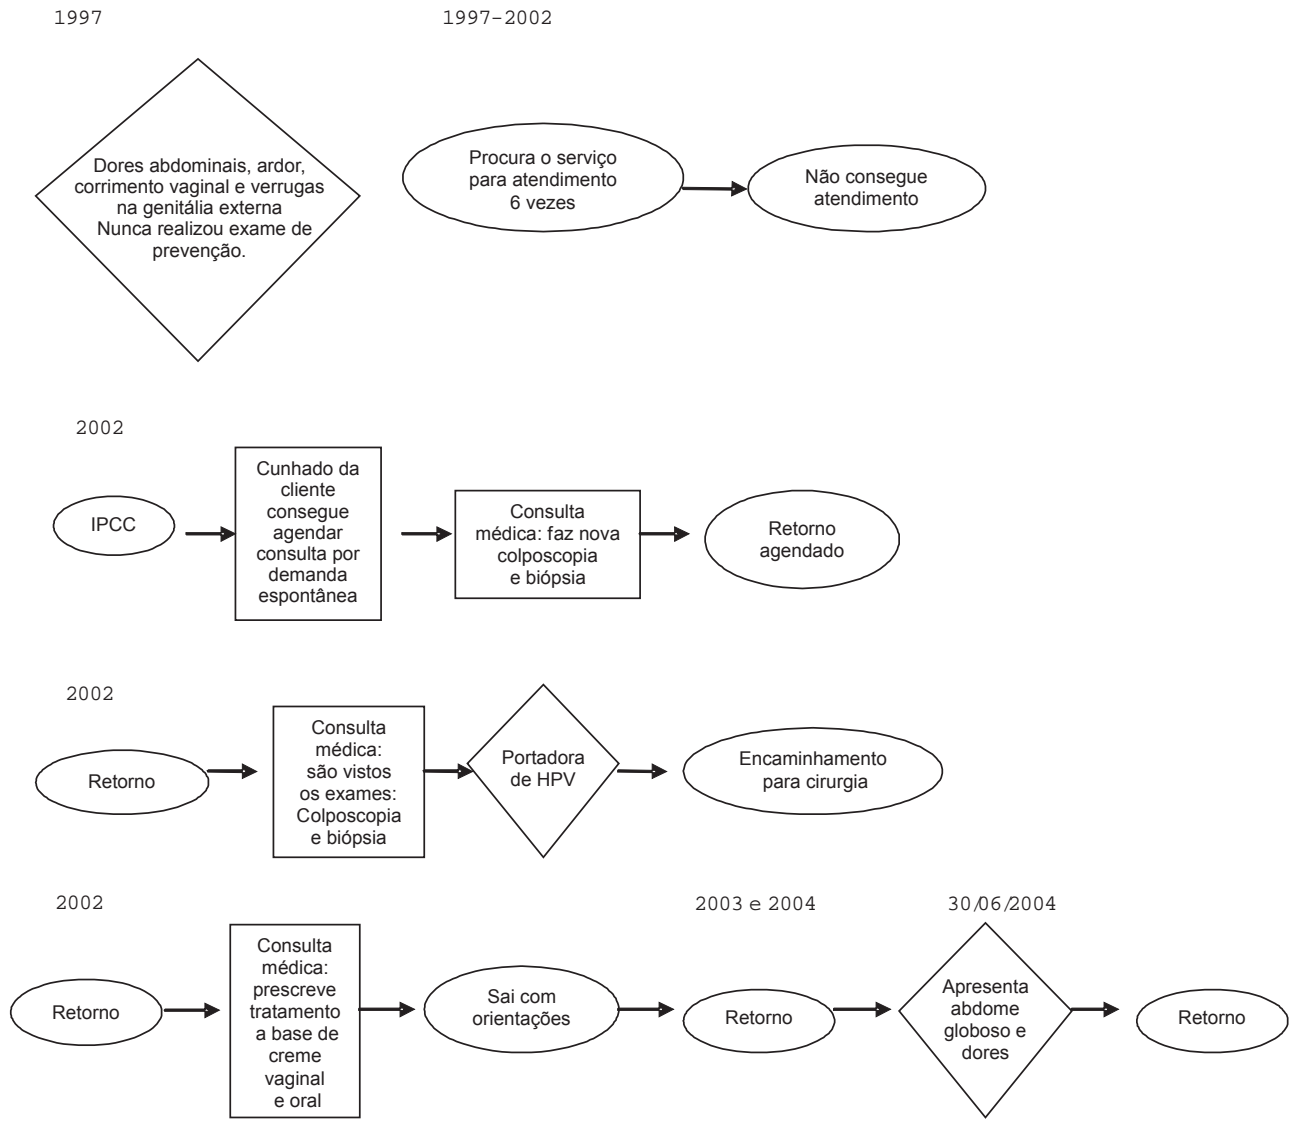 1997
1997-2002
Dores abdominais, ardor,
corrimento vaginal e verrugas
na genitália externa
Nunca realizou exame de
prevenção.
Procura o serviço
para atendimento
6 vezes
Não consegue
atendimento
2002
IPCC
Cunhado da
cliente
consegue
agendar
consulta por
demanda
espontânea
Consulta
médica: faz nova
colposcopia
e biópsia
Retorno
agendado
2002
Retorno
Consulta
médica:
são vistos
os exames:
Colposcopia
e biópsia
Portadora
de HPV
Encaminhamento
para cirurgia
2002
Retorno
Consulta
médica:
prescreve
tratamento
a base de
creme
vaginal
e oral
Sai com
orientações
2003 e 2004
Retorno
30/06/2004
Apresenta
abdome
globoso e
dores
Retorno